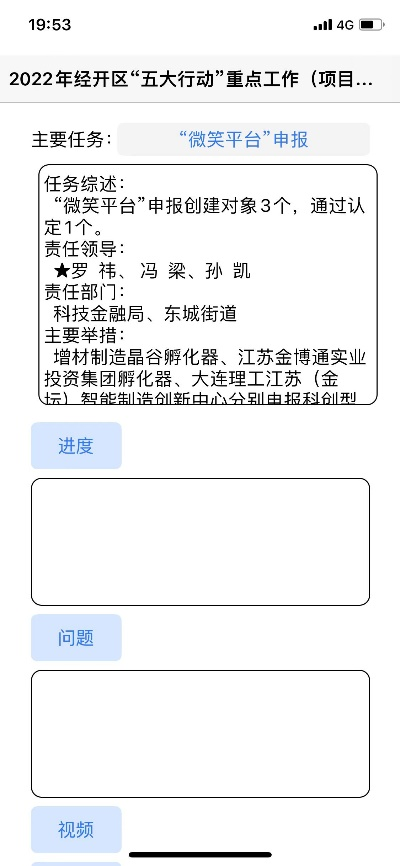 19:53
4G
2022年经开区“五大行动”重点工作（项目...
主要任务：
“微笑平台”申报
任务综述：
“微笑平台”申报创建对象3个，通过认
定1个。
责任领导：
★罗 祎、 冯 梁、孙 凯
责任部门：
科技金融局、东城街道
主要举措：
增材制造晶谷孵化器、江苏金博通实业
投资集团孵化器、大连理工江苏（金
坛）智能制造创新中心分别申报科创型
进度
问题
视频